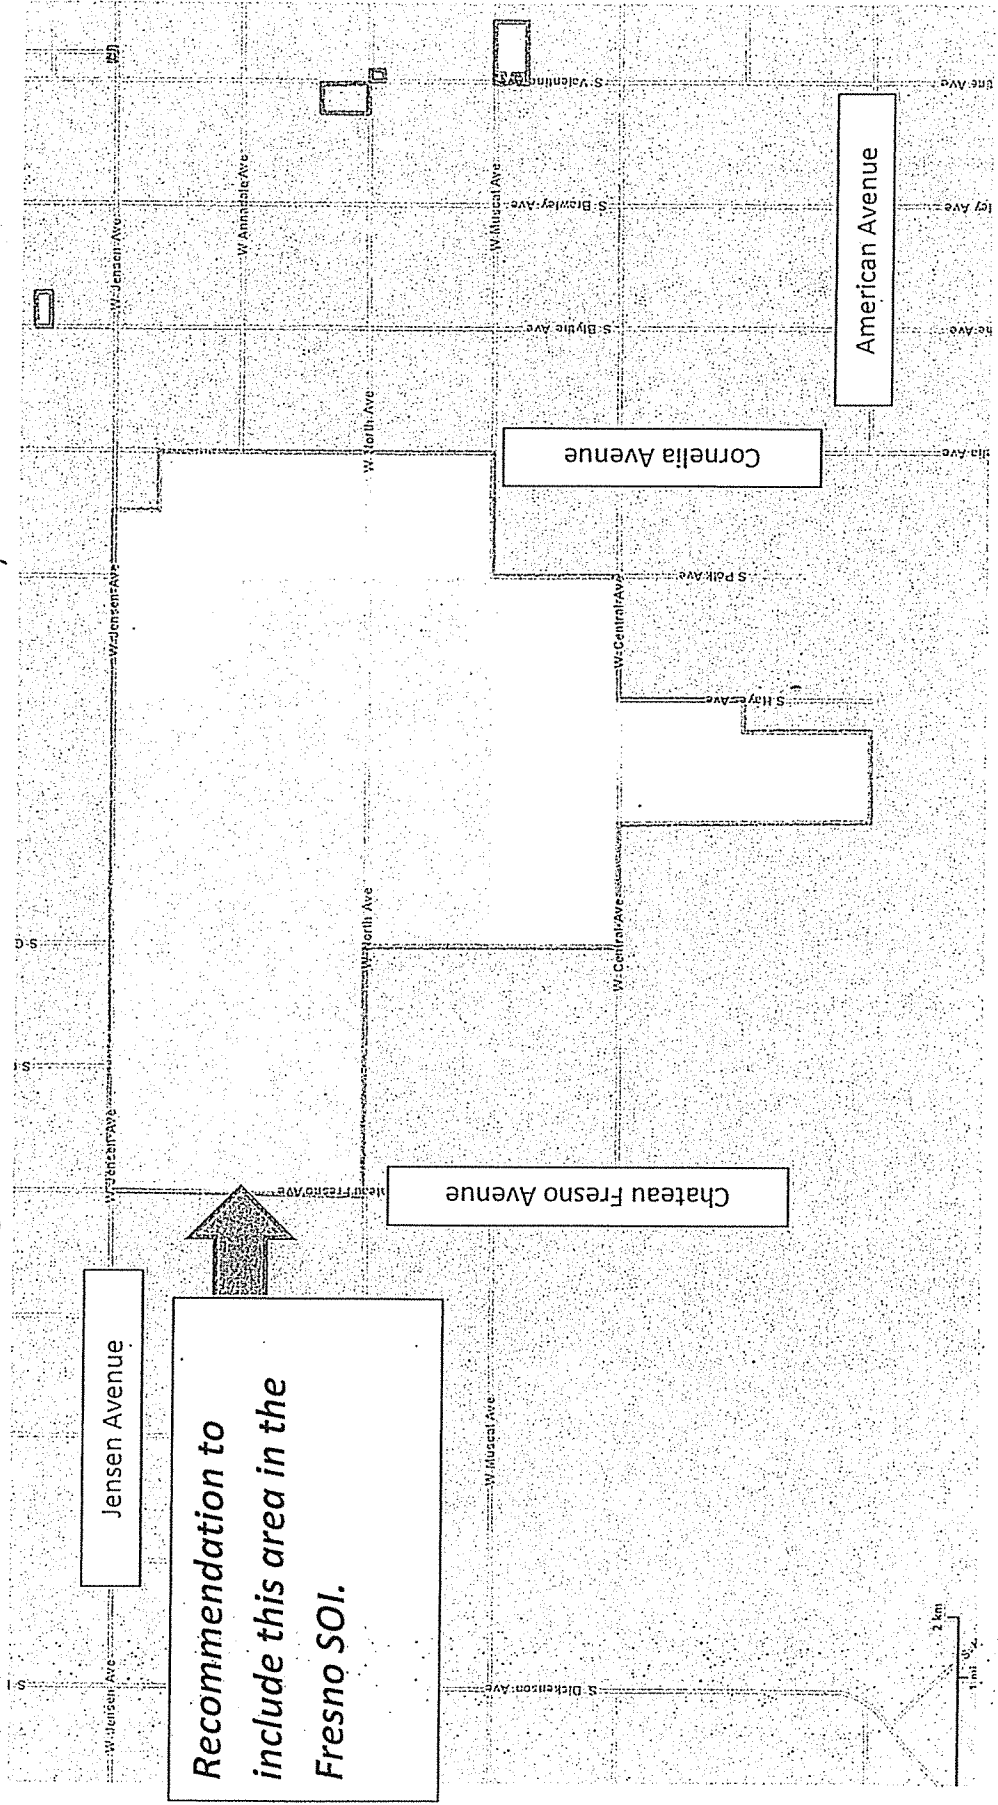 Jensen Avenue
Recommendation to
include this area in the
Fresno SOI.
Chateau Fresno Avenue
Cornelia Avenue
American Avenue
W. Jensen Ave
W. Jensen Ave
W. Jensen Ave
W. Jensen Ave
W Annadale Ave
W. North Ave
W. North Ave
W Muscat Ave
W Muscat Ave
W. Central Ave
W. Central Ave
S Dickenson Ave
S Hayes Ave
S Polk Ave
S Blythe Ave
S Brawley Ave
S Valentine Ave
2 km
1 mi